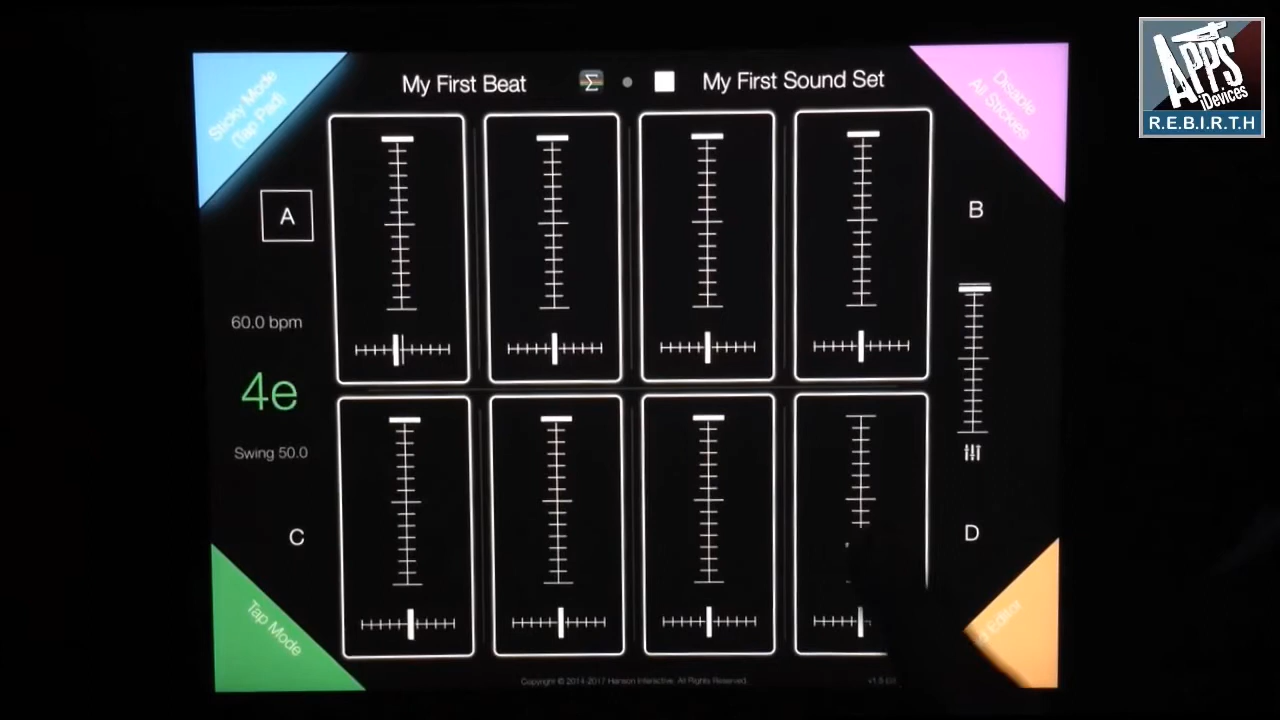 My First Beat
My First Sound Set
Sticky Mode
(Tap Pad)
Disable
All Stickies
APPS
iDevices
R.E.B.I.R.T.H
A
B
60.0 bpm
4e
Swing 50.0
C
D
Tap Mode
Editor
Copyright © 2014-2017 Hanson Interactive. All Rights Reserved.